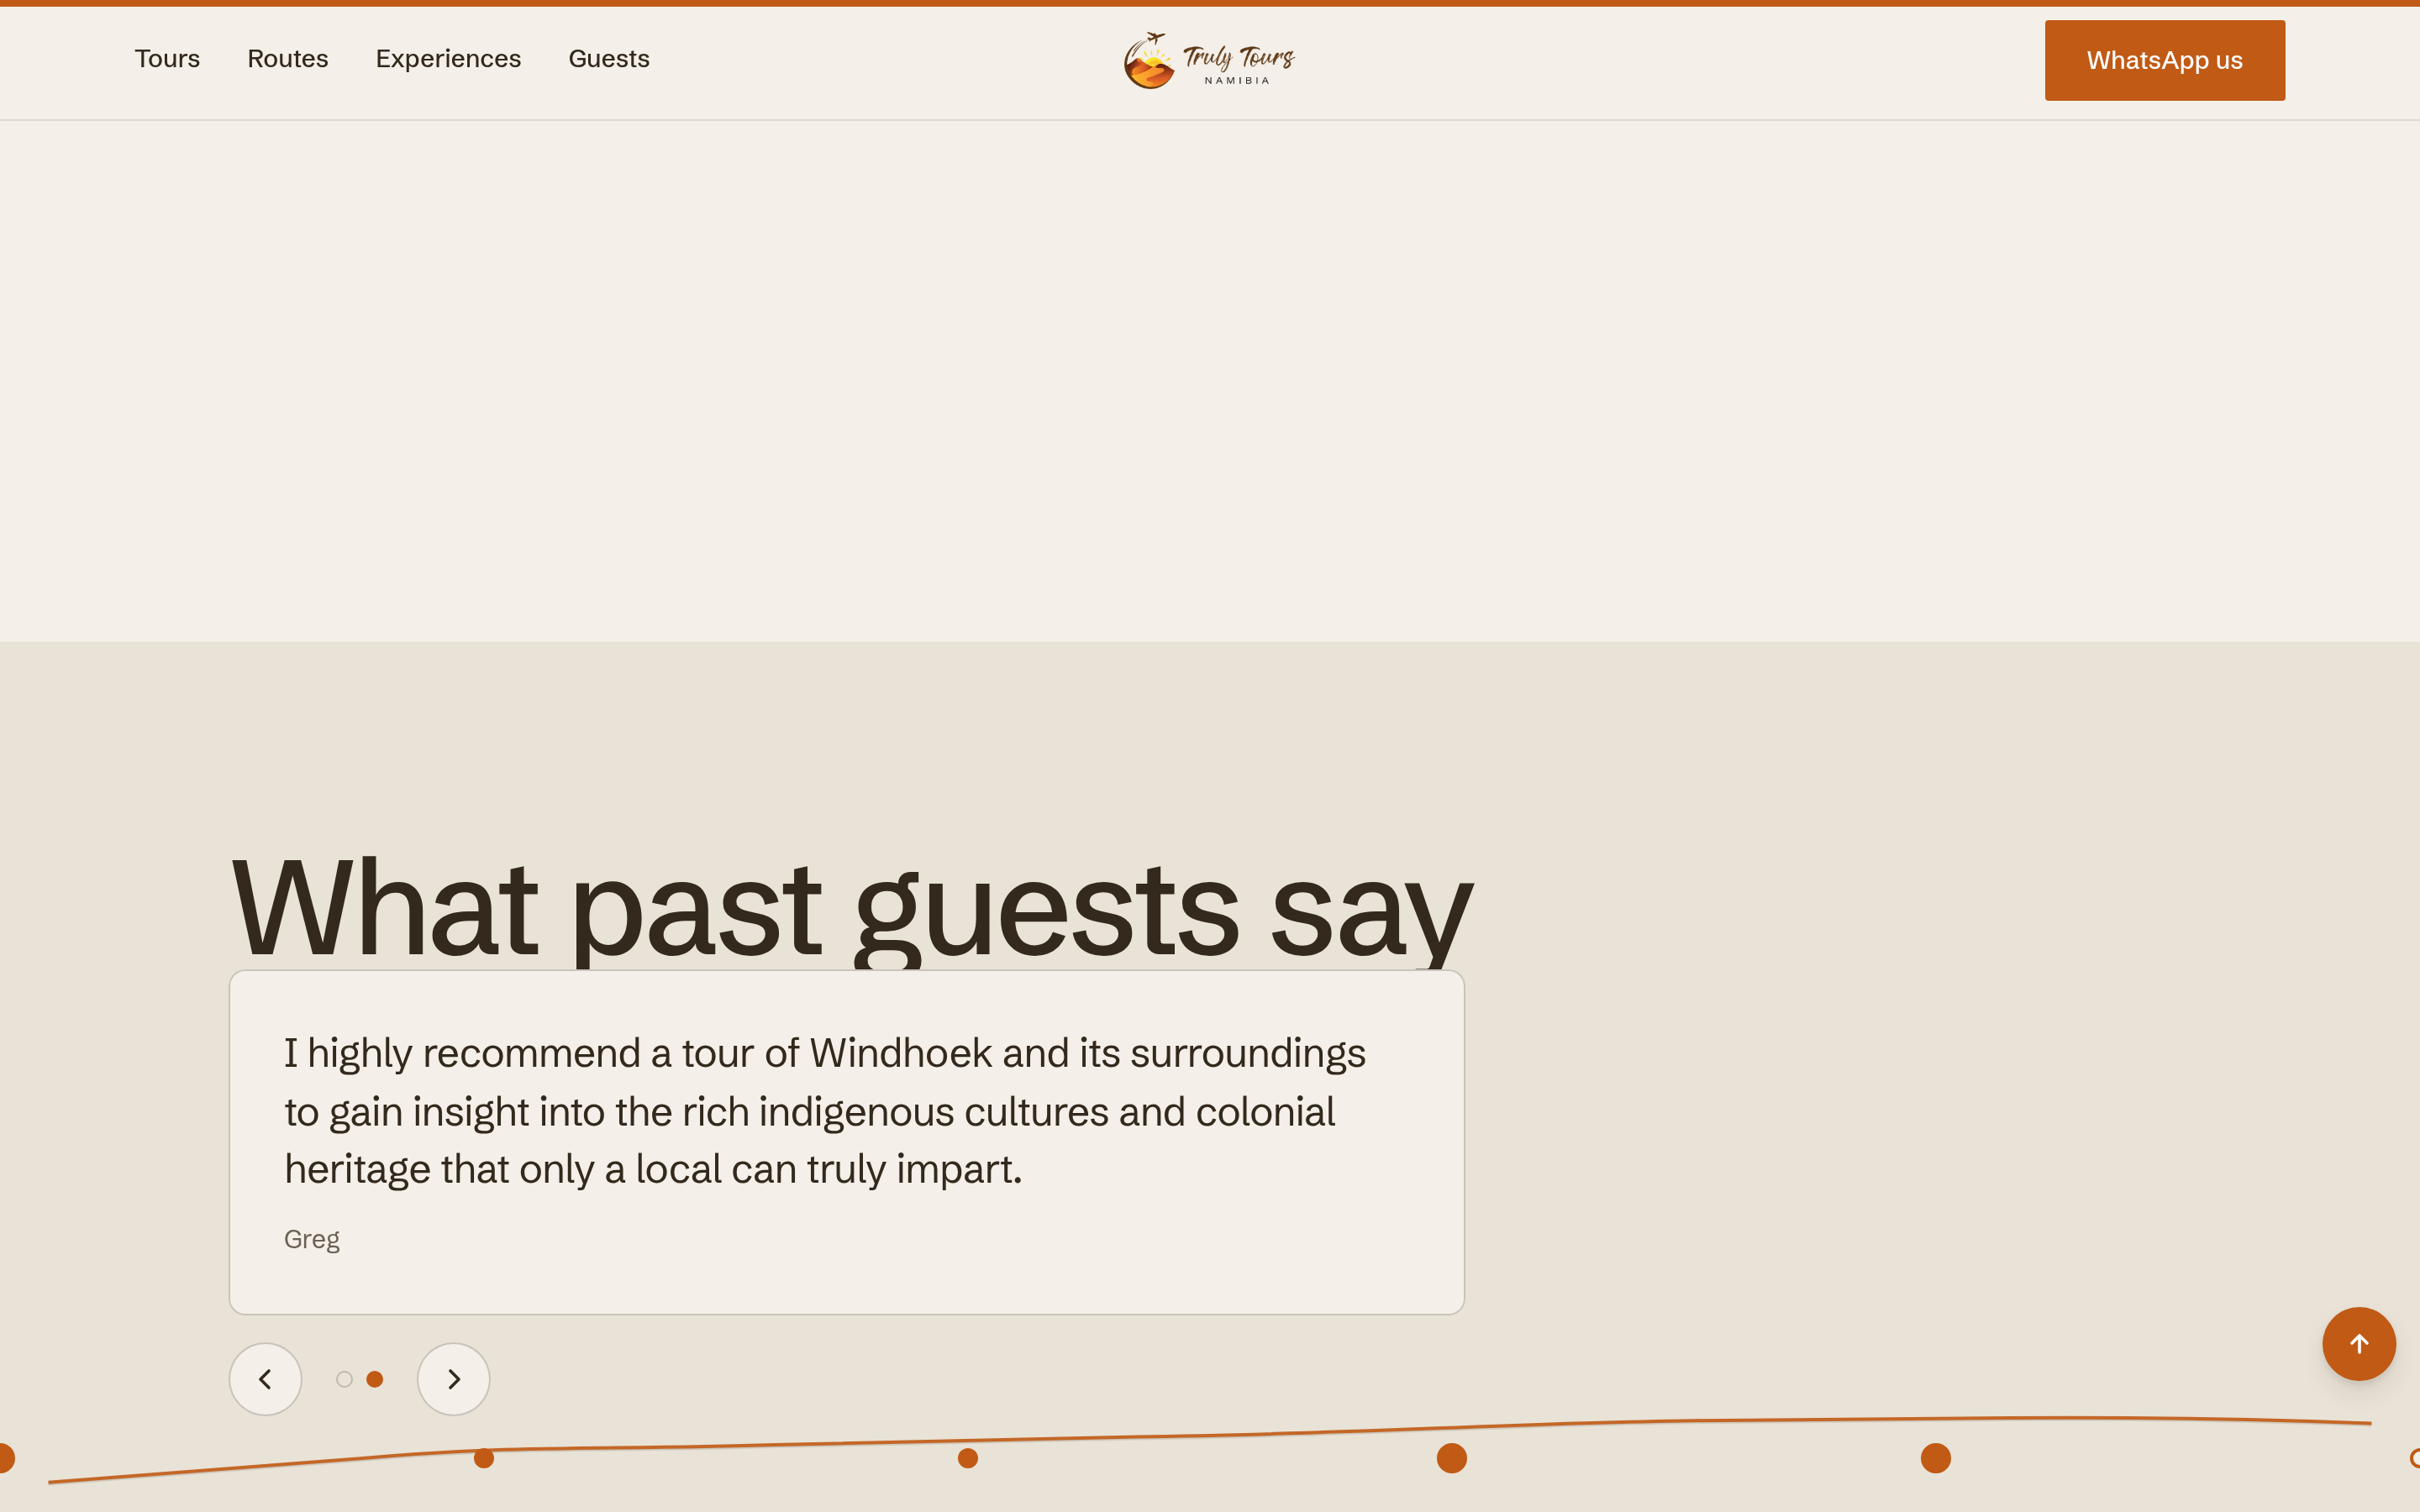 Tours
Routes
Experiences
Guests
Truly Tours
NAMIBIA
WhatsApp us
What past guests say
I highly recommend a tour of Windhoek and its surroundings
to gain insight into the rich indigenous cultures and colonial
heritage that only a local can truly impart.
Greg